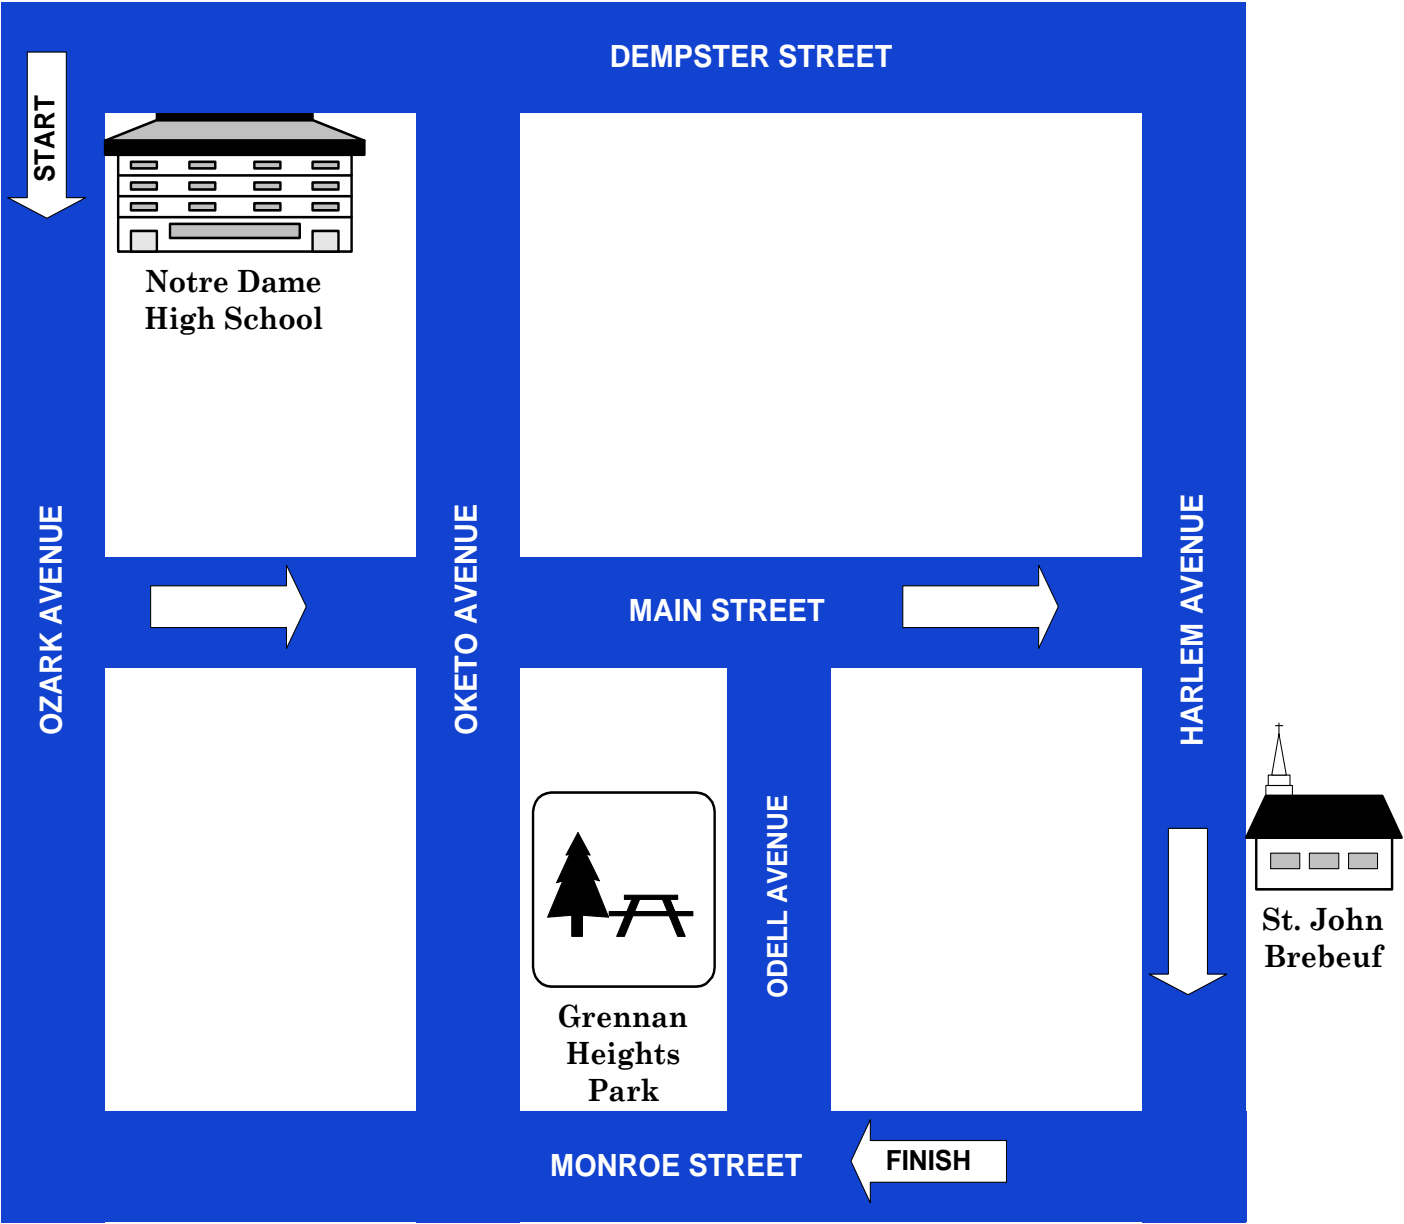 DEMPSTER STREET
START
Notre Dame
High School
OZARK AVENUE
OKETO AVENUE
MAIN STREET
HARLEM AVENUE
ODELL AVENUE
St. John
Brebeuf
Grennan
Heights
Park
MONROE STREET
FINISH